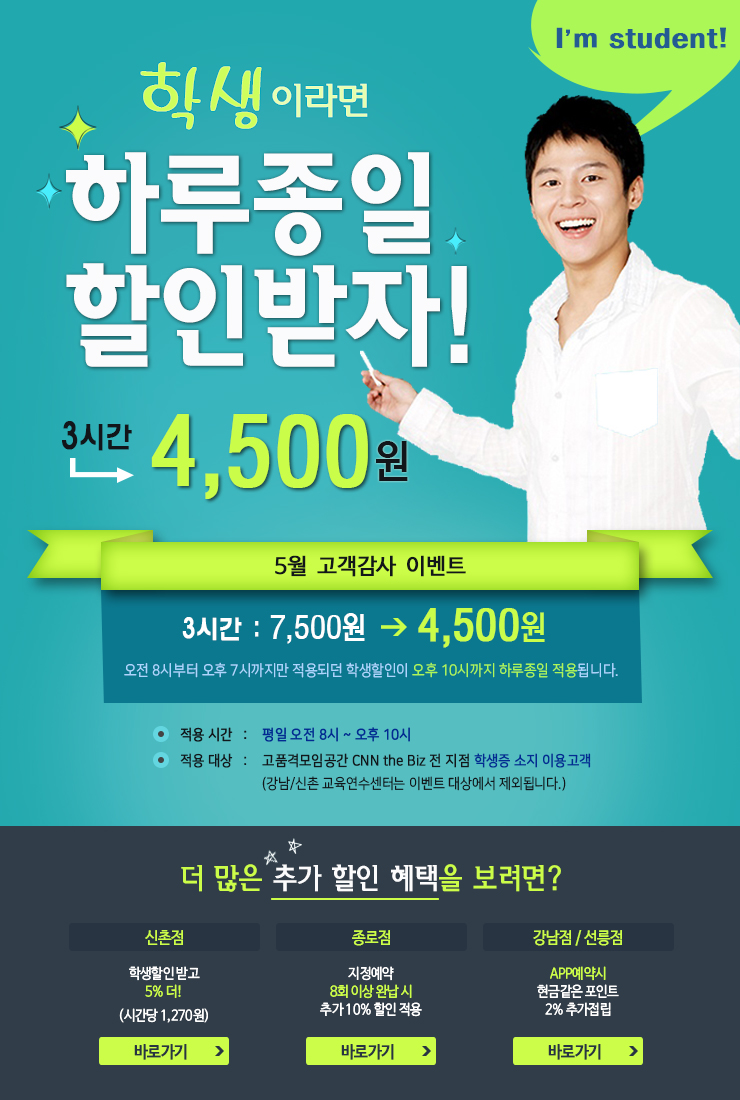 I'm student!
학생이라면
하루종일
할인받자!
3시간 4,500원
5월 고객감사 이벤트
3시간 : 7,500원 → 4,500원
오전 8시부터 오후 7시까지만 적용되던 학생할인이 오후 10시까지 하루종일 적용됩니다.
적용 시간 : 평일 오전 8시 ~ 오후 10시
적용 대상 : 고품격모임공간 CNN the Biz 전 지점 학생증 소지 이용고객
(강남/신촌 교육연수센터는 이벤트 대상에서 제외됩니다.)
더 많은 추가 할인 혜택을 보려면?
신촌점
학생할인 받고
5% 더!
(시간당 1,270원)
바로가기 >
종로점
지정예약
8회 이상 완납 시
추가 10% 할인 적용
바로가기 >
강남점 / 선릉점
APP예약시
현금같은 포인트
2% 추가적립
바로가기 >